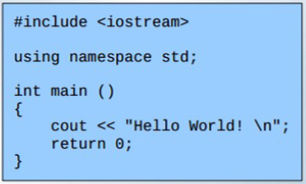 #include <iostream>
using namespace std;
int main ()
{
    cout << "Hello World! \n";
    return 0;
}